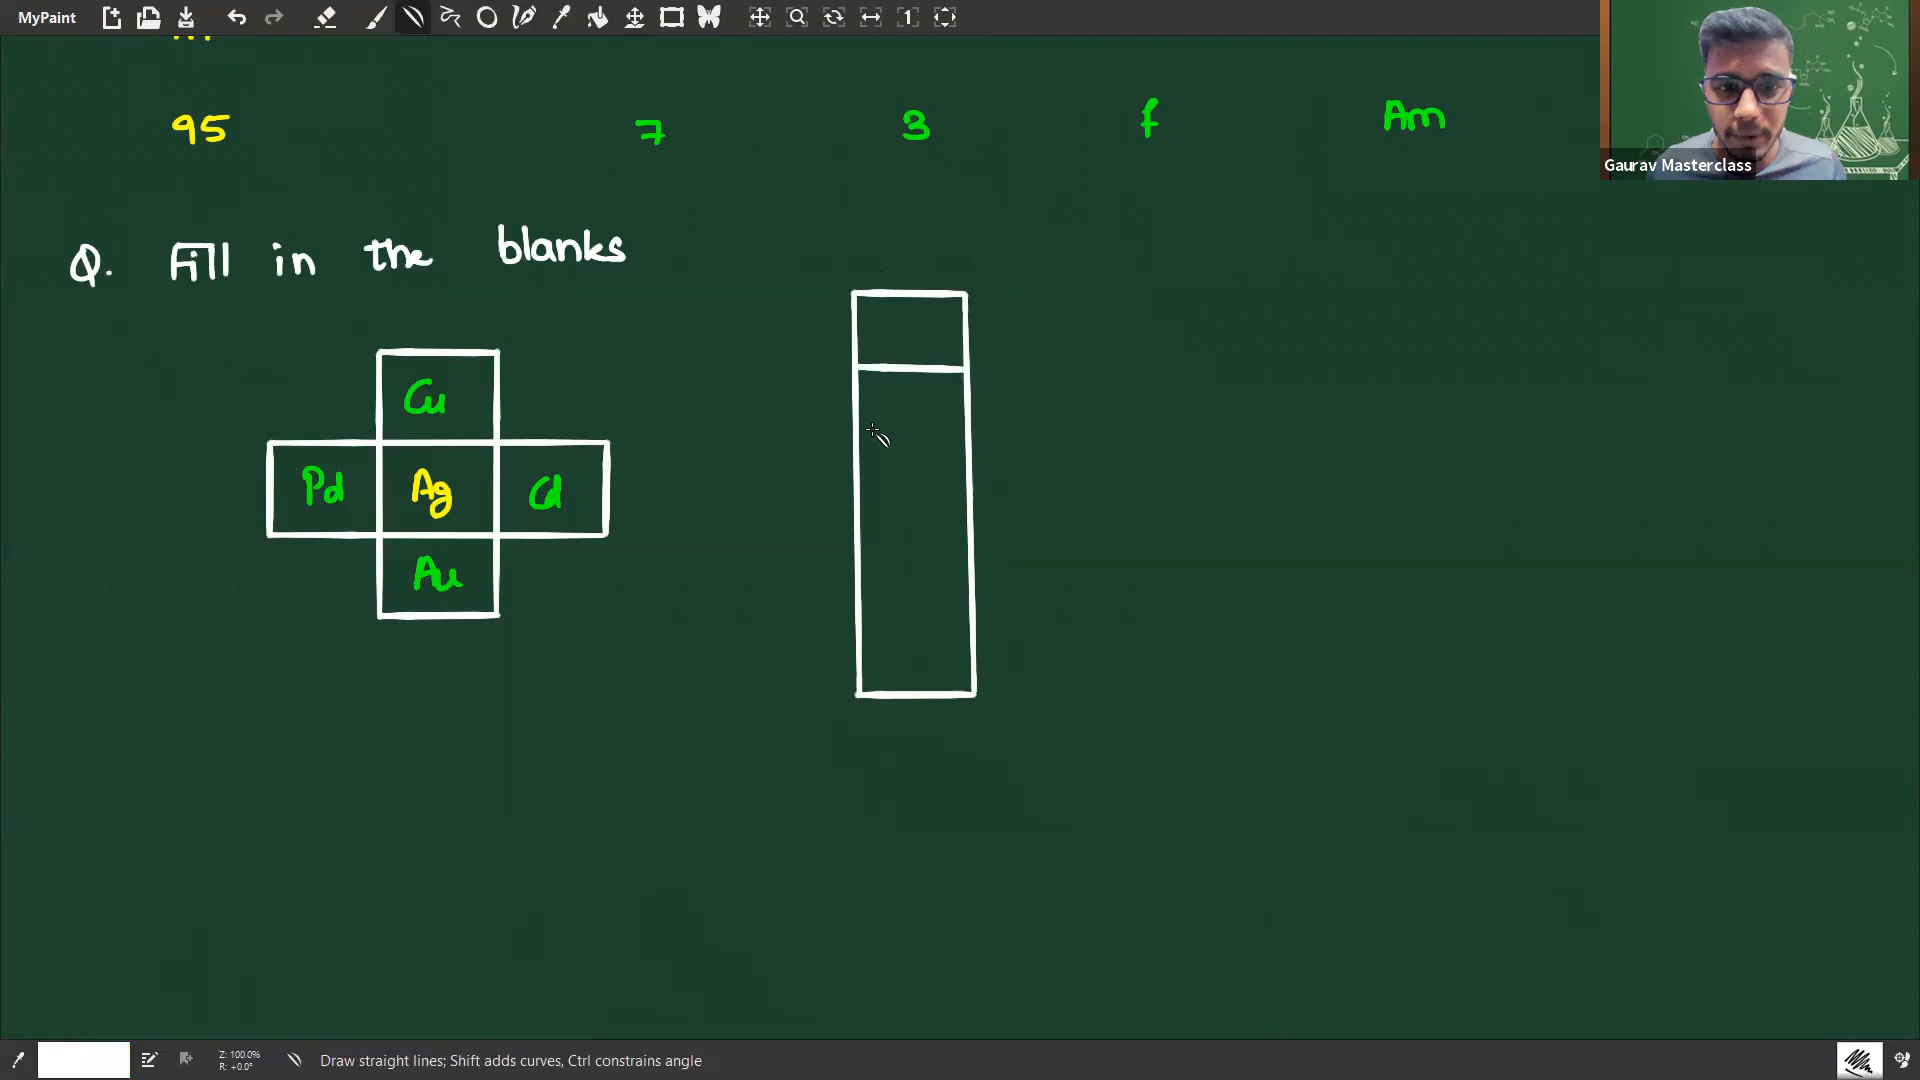 MyPaint
Gaurav Masterclass
95 7 3 f Am
Q. Fill in the blanks
Cu
Pd Ag Cd
Au
Z: 100.0%
R: +0.0°
Draw straight lines; Shift adds curves, Ctrl constrains angle